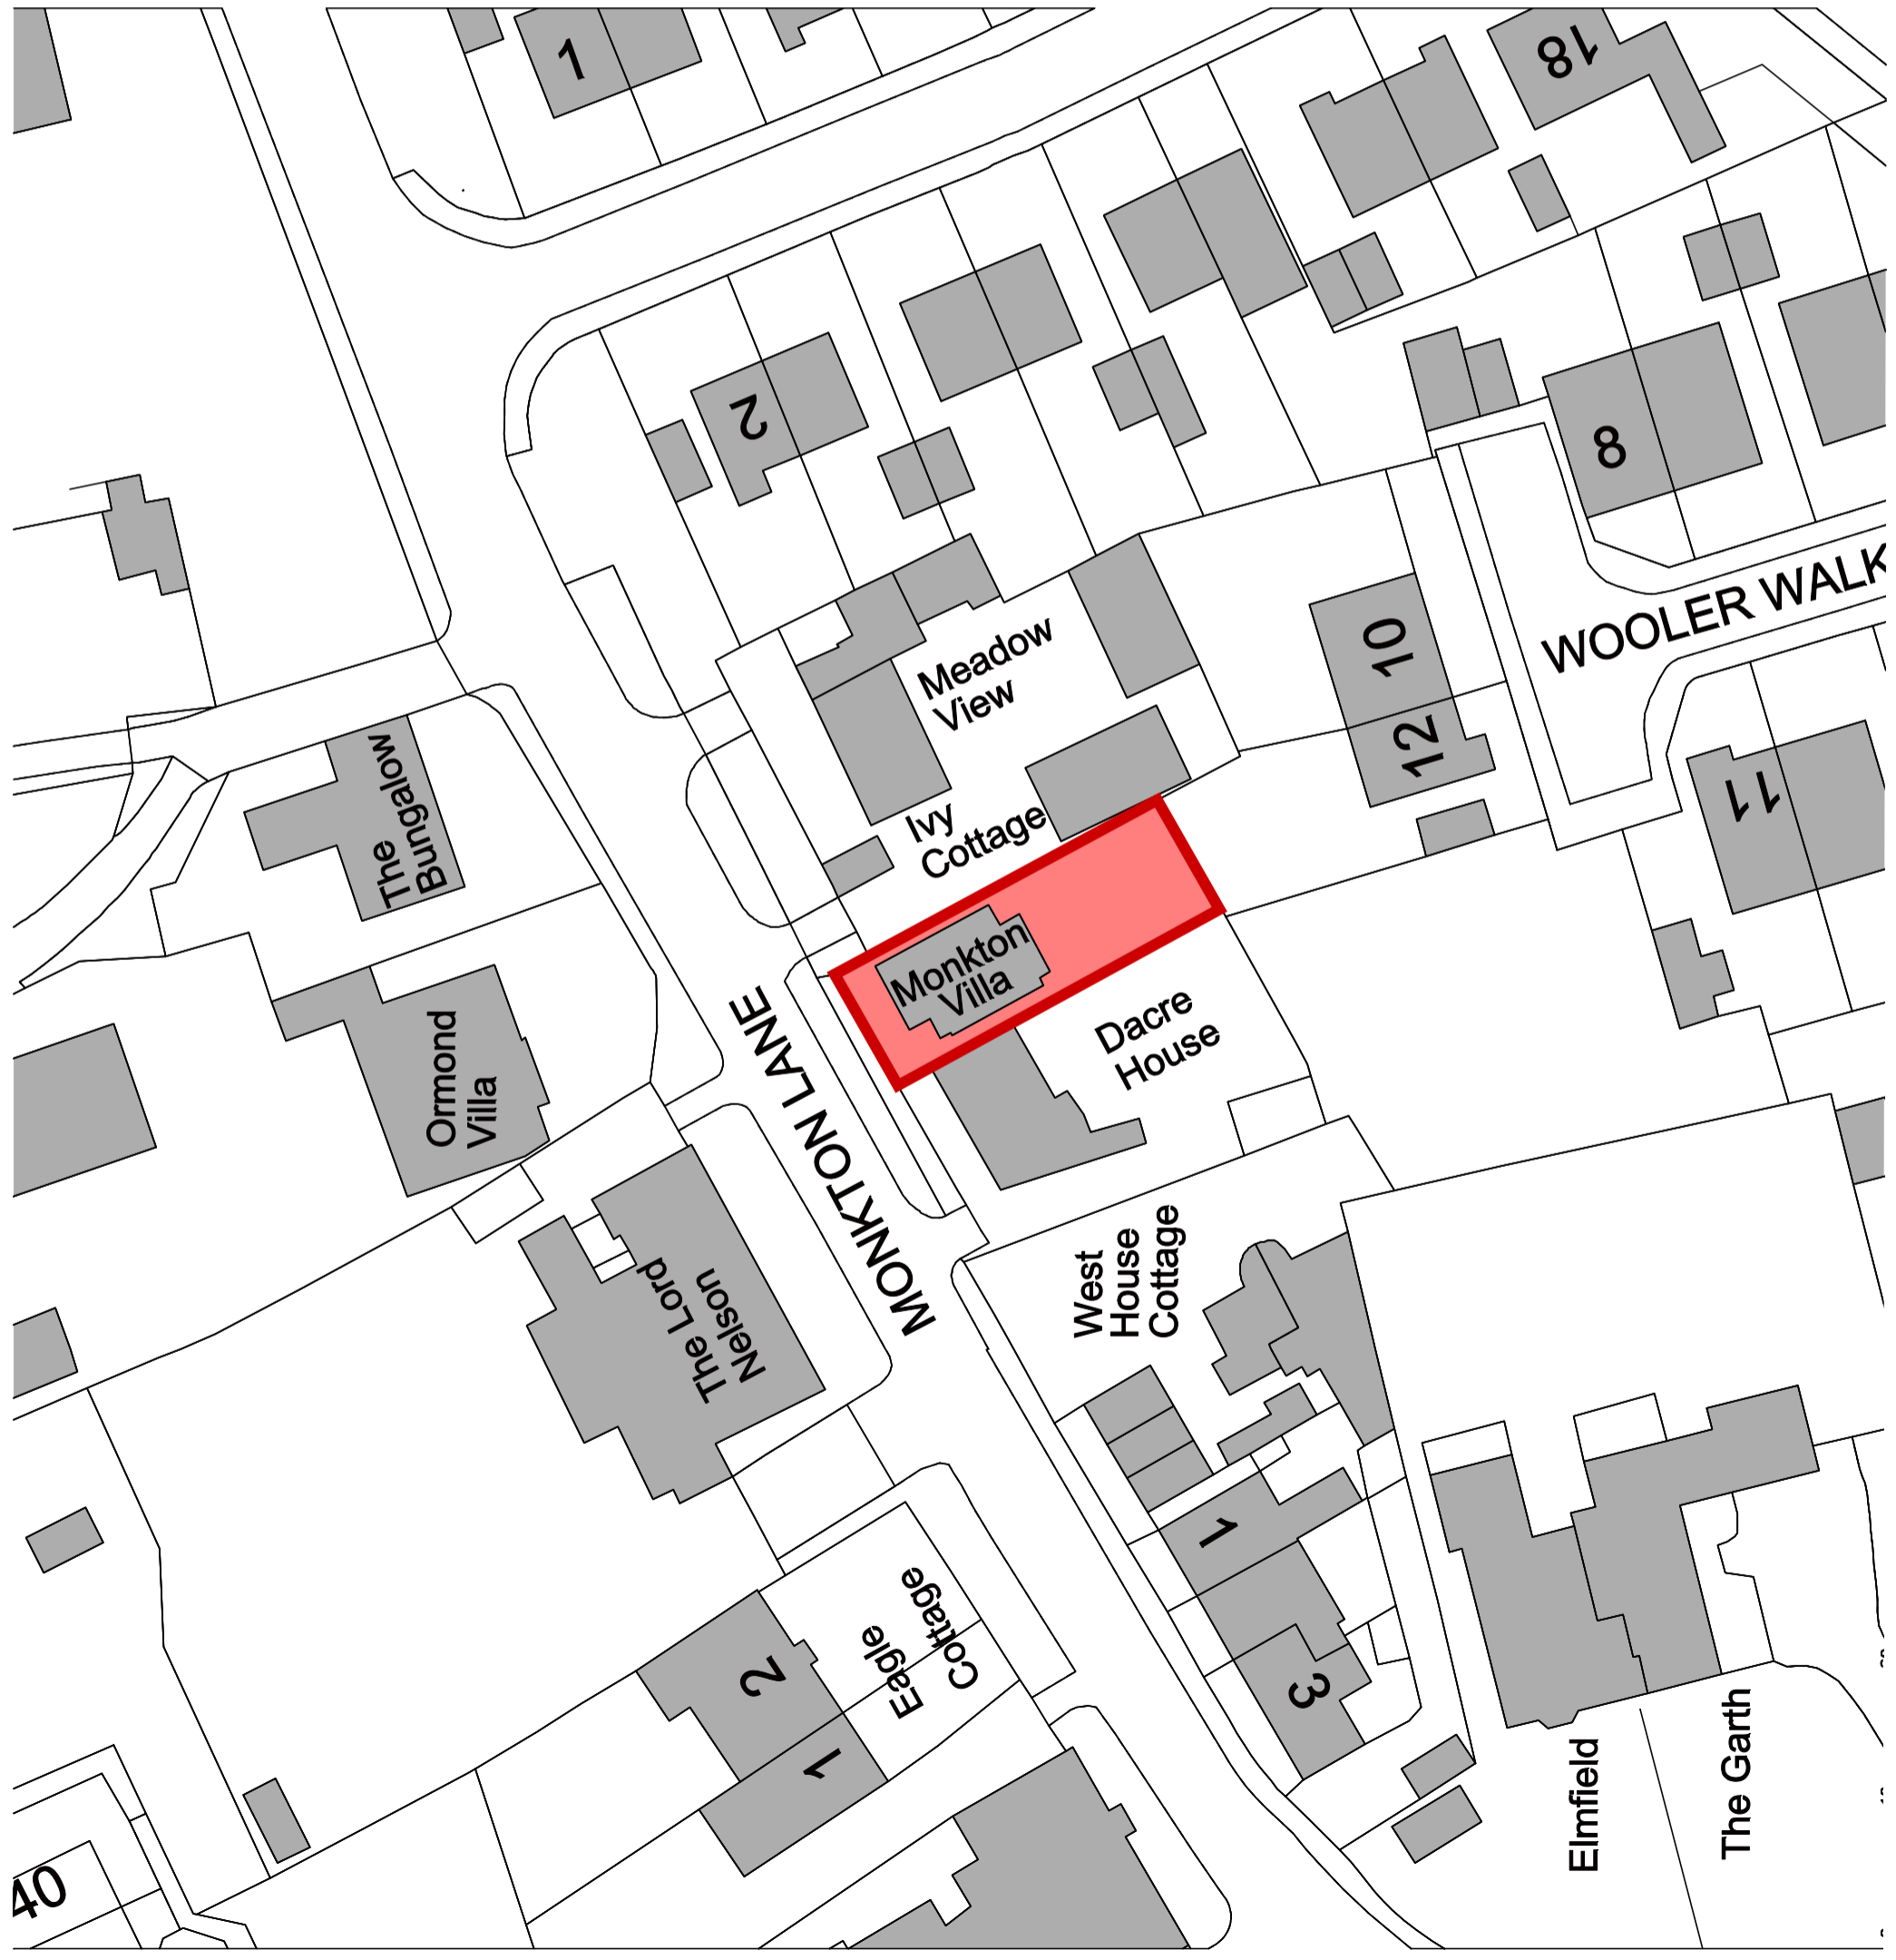 1
18
2
8
WOOLER WALK
Meadow
View
10
12
11
The
Bungalow
Ivy
Cottage
Monkton
Villa
Dacre
House
Ormond
Villa
MONKTON LANE
The Lord
Nelson
West
House
Cottage
1
3
Eagle
Cottage
2
1
Elmfield
The Garth
40